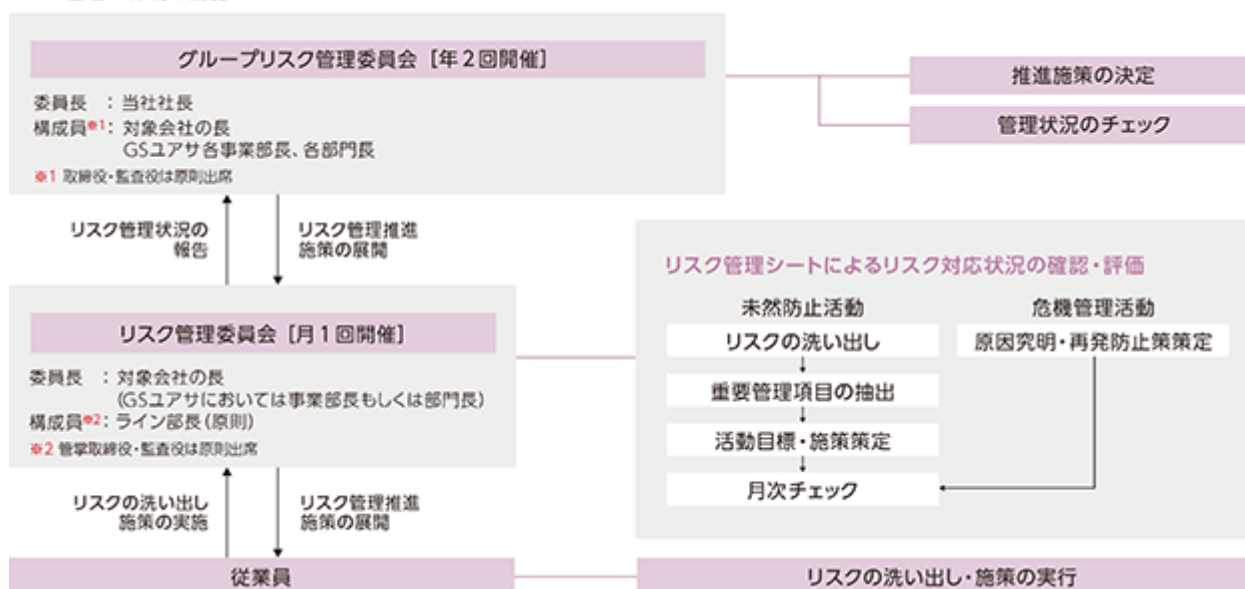 グループリスク管理委員会［年2回開催］
委員長　：当社社長
構成員※1：対象会社の長
GSユアサ各事業部長、各部門長
※1 取締役・監査役は原則出席
推進施策の決定
管理状況のチェック
リスク管理状況の
報告
リスク管理推進
施策の展開
リスク管理委員会［月1回開催］
委員長　：対象会社の長
(GSユアサにおいては事業部長もしくは部門長)
構成員※2：ライン部長(原則)
※2 管掌取締役・監査役は原則出席
リスク管理シートによるリスク対応状況の確認・評価
未然防止活動
リスクの洗い出し
重要管理項目の抽出
活動目標・施策策定
月次チェック
危機管理活動
原因究明・再発防止策策定
リスクの洗い出し
施策の実施
リスク管理推進
施策の展開
従業員
リスクの洗い出し・施策の実行